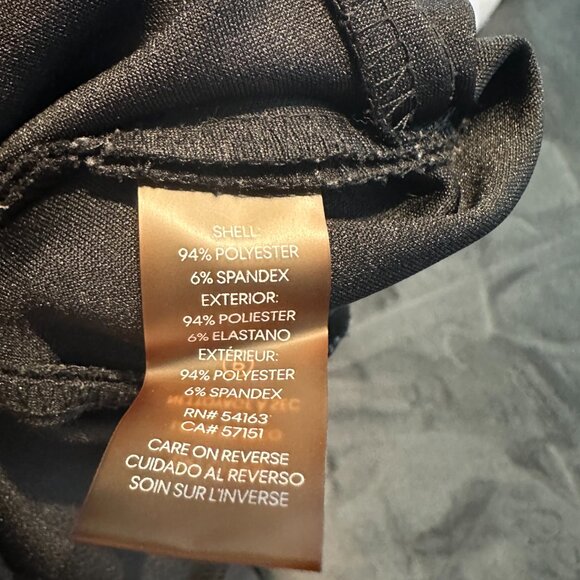 SHELL:
94% POLYESTER
6% SPANDEX
EXTERIOR:
94% POLIESTER
6% ELASTANO
EXTÉRIEUR:
94% POLYESTER
6% SPANDEX
RN# 54163
CA# 57151
CARE ON REVERSE
CUIDADO AL REVERSO
SOIN SUR L'INVERSE